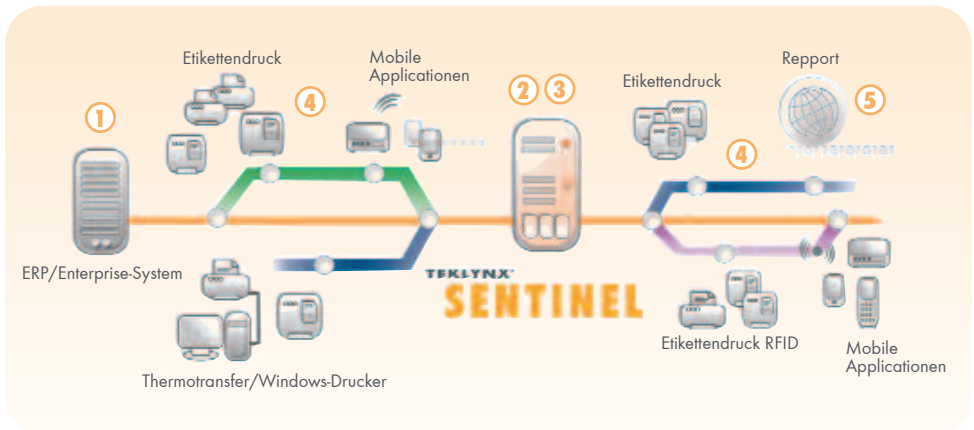 Etikettendruck
4
Mobile
Applicationen
1
2 3
Etikettendruck
Repport
5
4
ERP/Enterprise-System
TEKLYNX
SENTINEL
Etikettendruck RFID
Mobile
Applicationen
Thermotransfer/Windows-Drucker